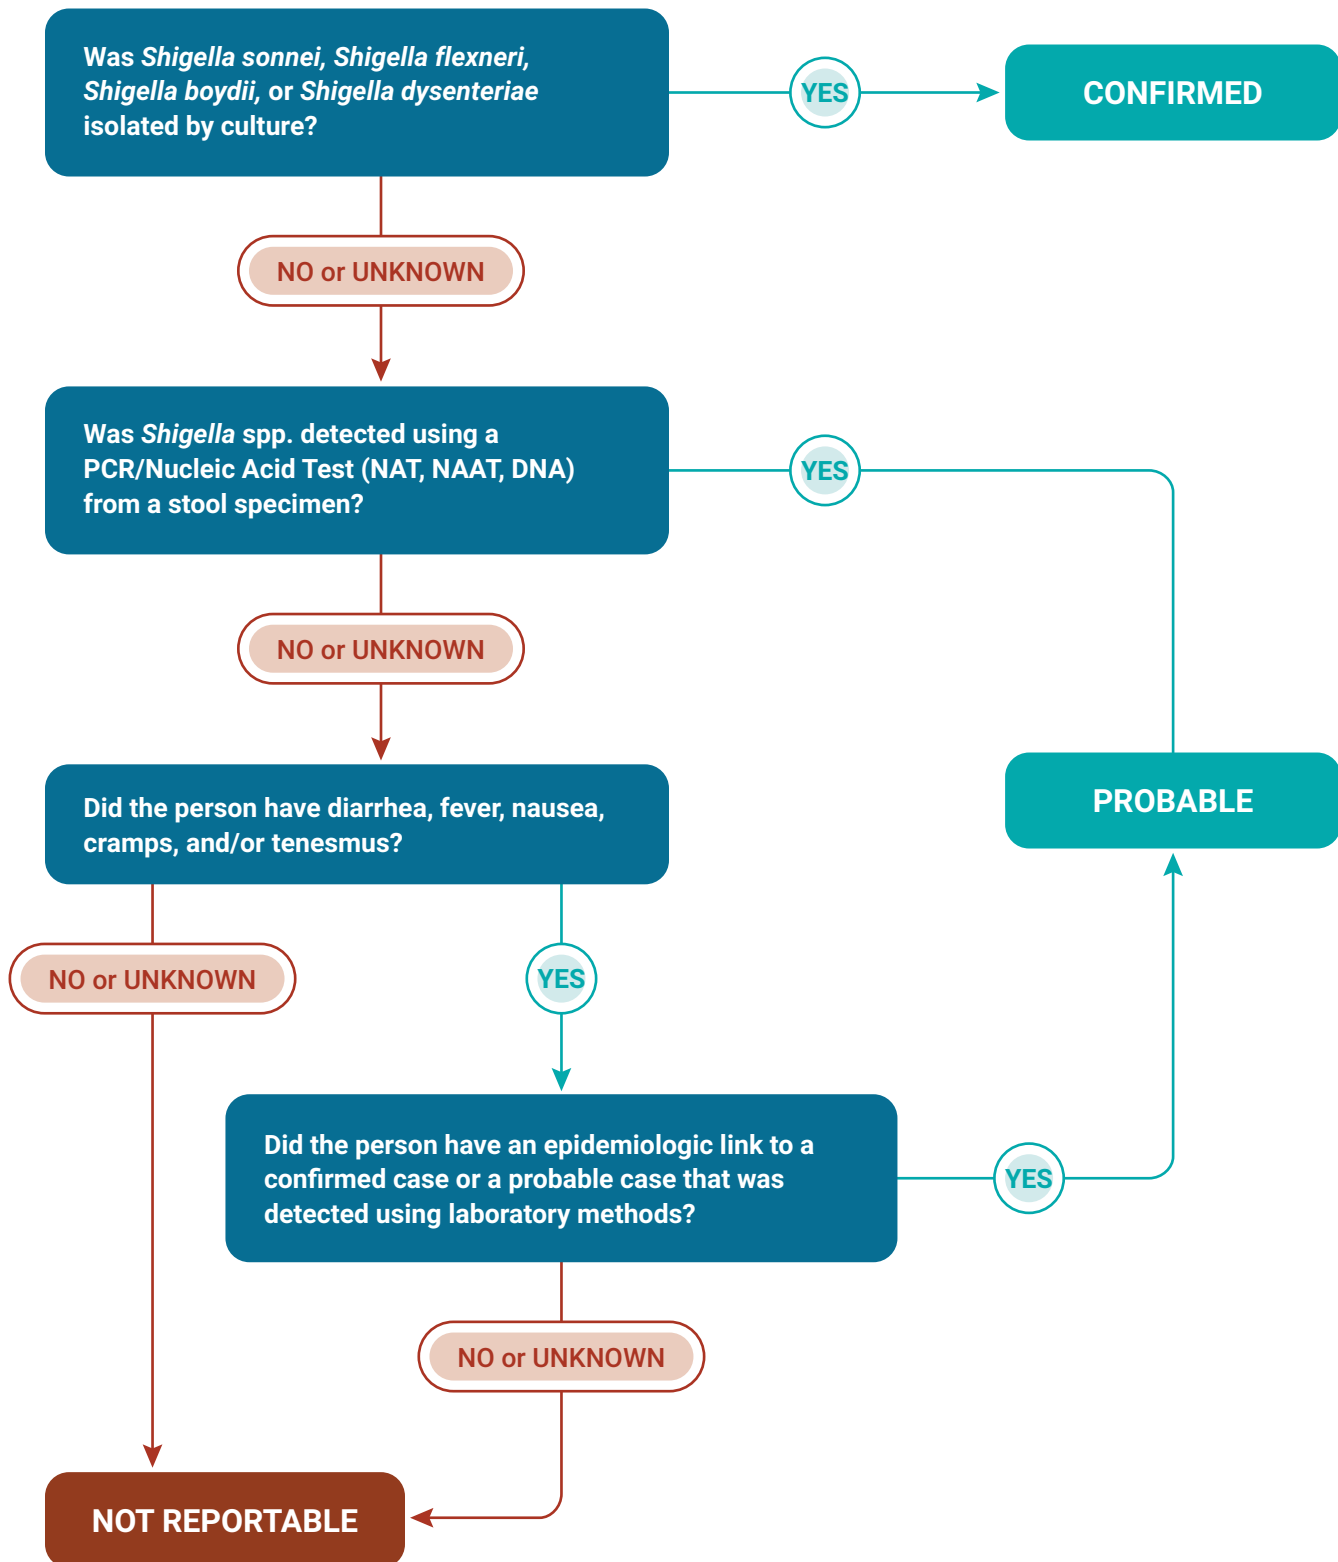 Was Shigella sonnei, Shigella flexneri,
Shigella boydii, or Shigella dysenteriae
isolated by culture?
YES
CONFIRMED
NO or UNKNOWN
Was Shigella spp. detected using a
PCR/Nucleic Acid Test (NAT, NAAT, DNA)
from a stool specimen?
YES
NO or UNKNOWN
Did the person have diarrhea, fever, nausea,
cramps, and/or tenesmus?
PROBABLE
NO or UNKNOWN
YES
Did the person have an epidemiologic link to a
confirmed case or a probable case that was
detected using laboratory methods?
YES
NO or UNKNOWN
NOT REPORTABLE